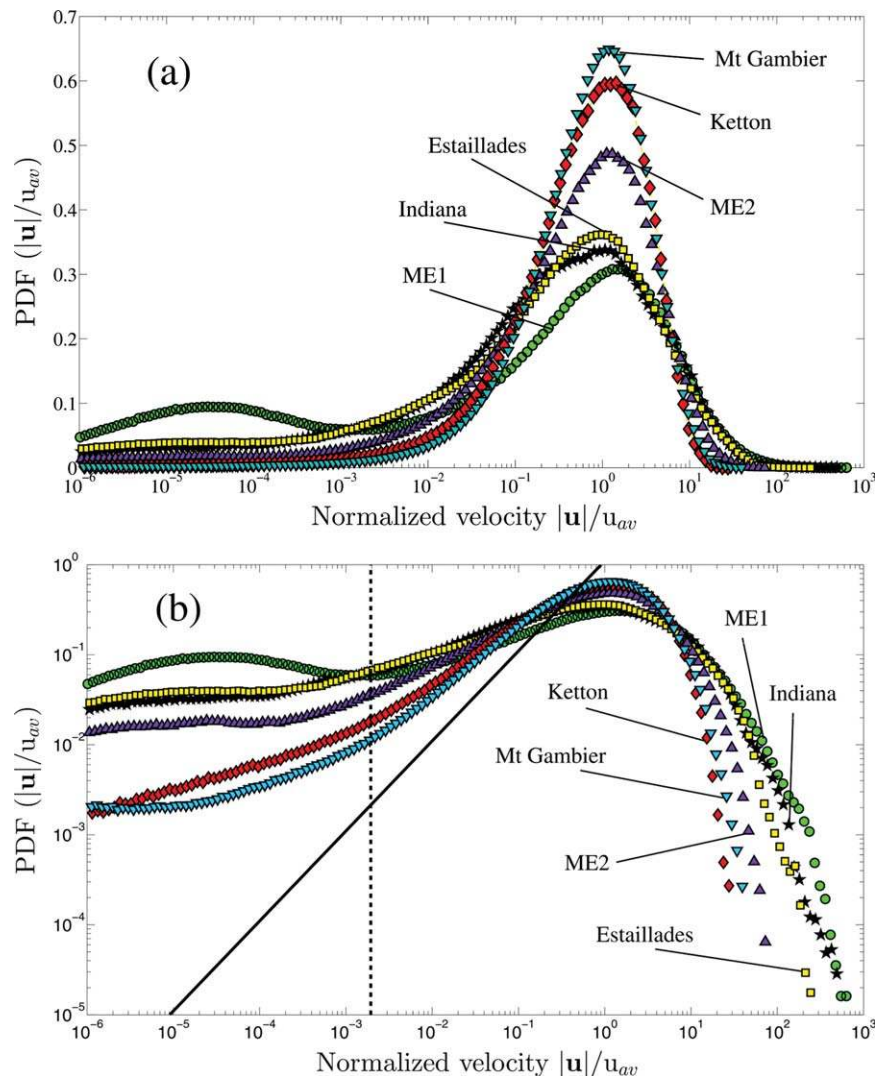 0.7
(a)
Mt Gambier
0.6
Ketton
0.5
Estaillades
ME2
0.4
Indiana
0.3
ME1
0.2
0.1
0
PDF (|u|/u_av)
10^-6 10^-5 10^-4 10^-3 10^-2 10^-1 10^0 10^1 10^2 10^3
Normalized velocity |u|/u_av
10^0
(b)
ME1
10^-1
Indiana
Ketton
10^-2
Mt Gambier
10^-3
ME2
10^-4
Estaillades
10^-5
PDF (|u|/u_av)
10^-6 10^-5 10^-4 10^-3 10^-2 10^-1 10^0 10^1 10^2 10^3
Normalized velocity |u|/u_av